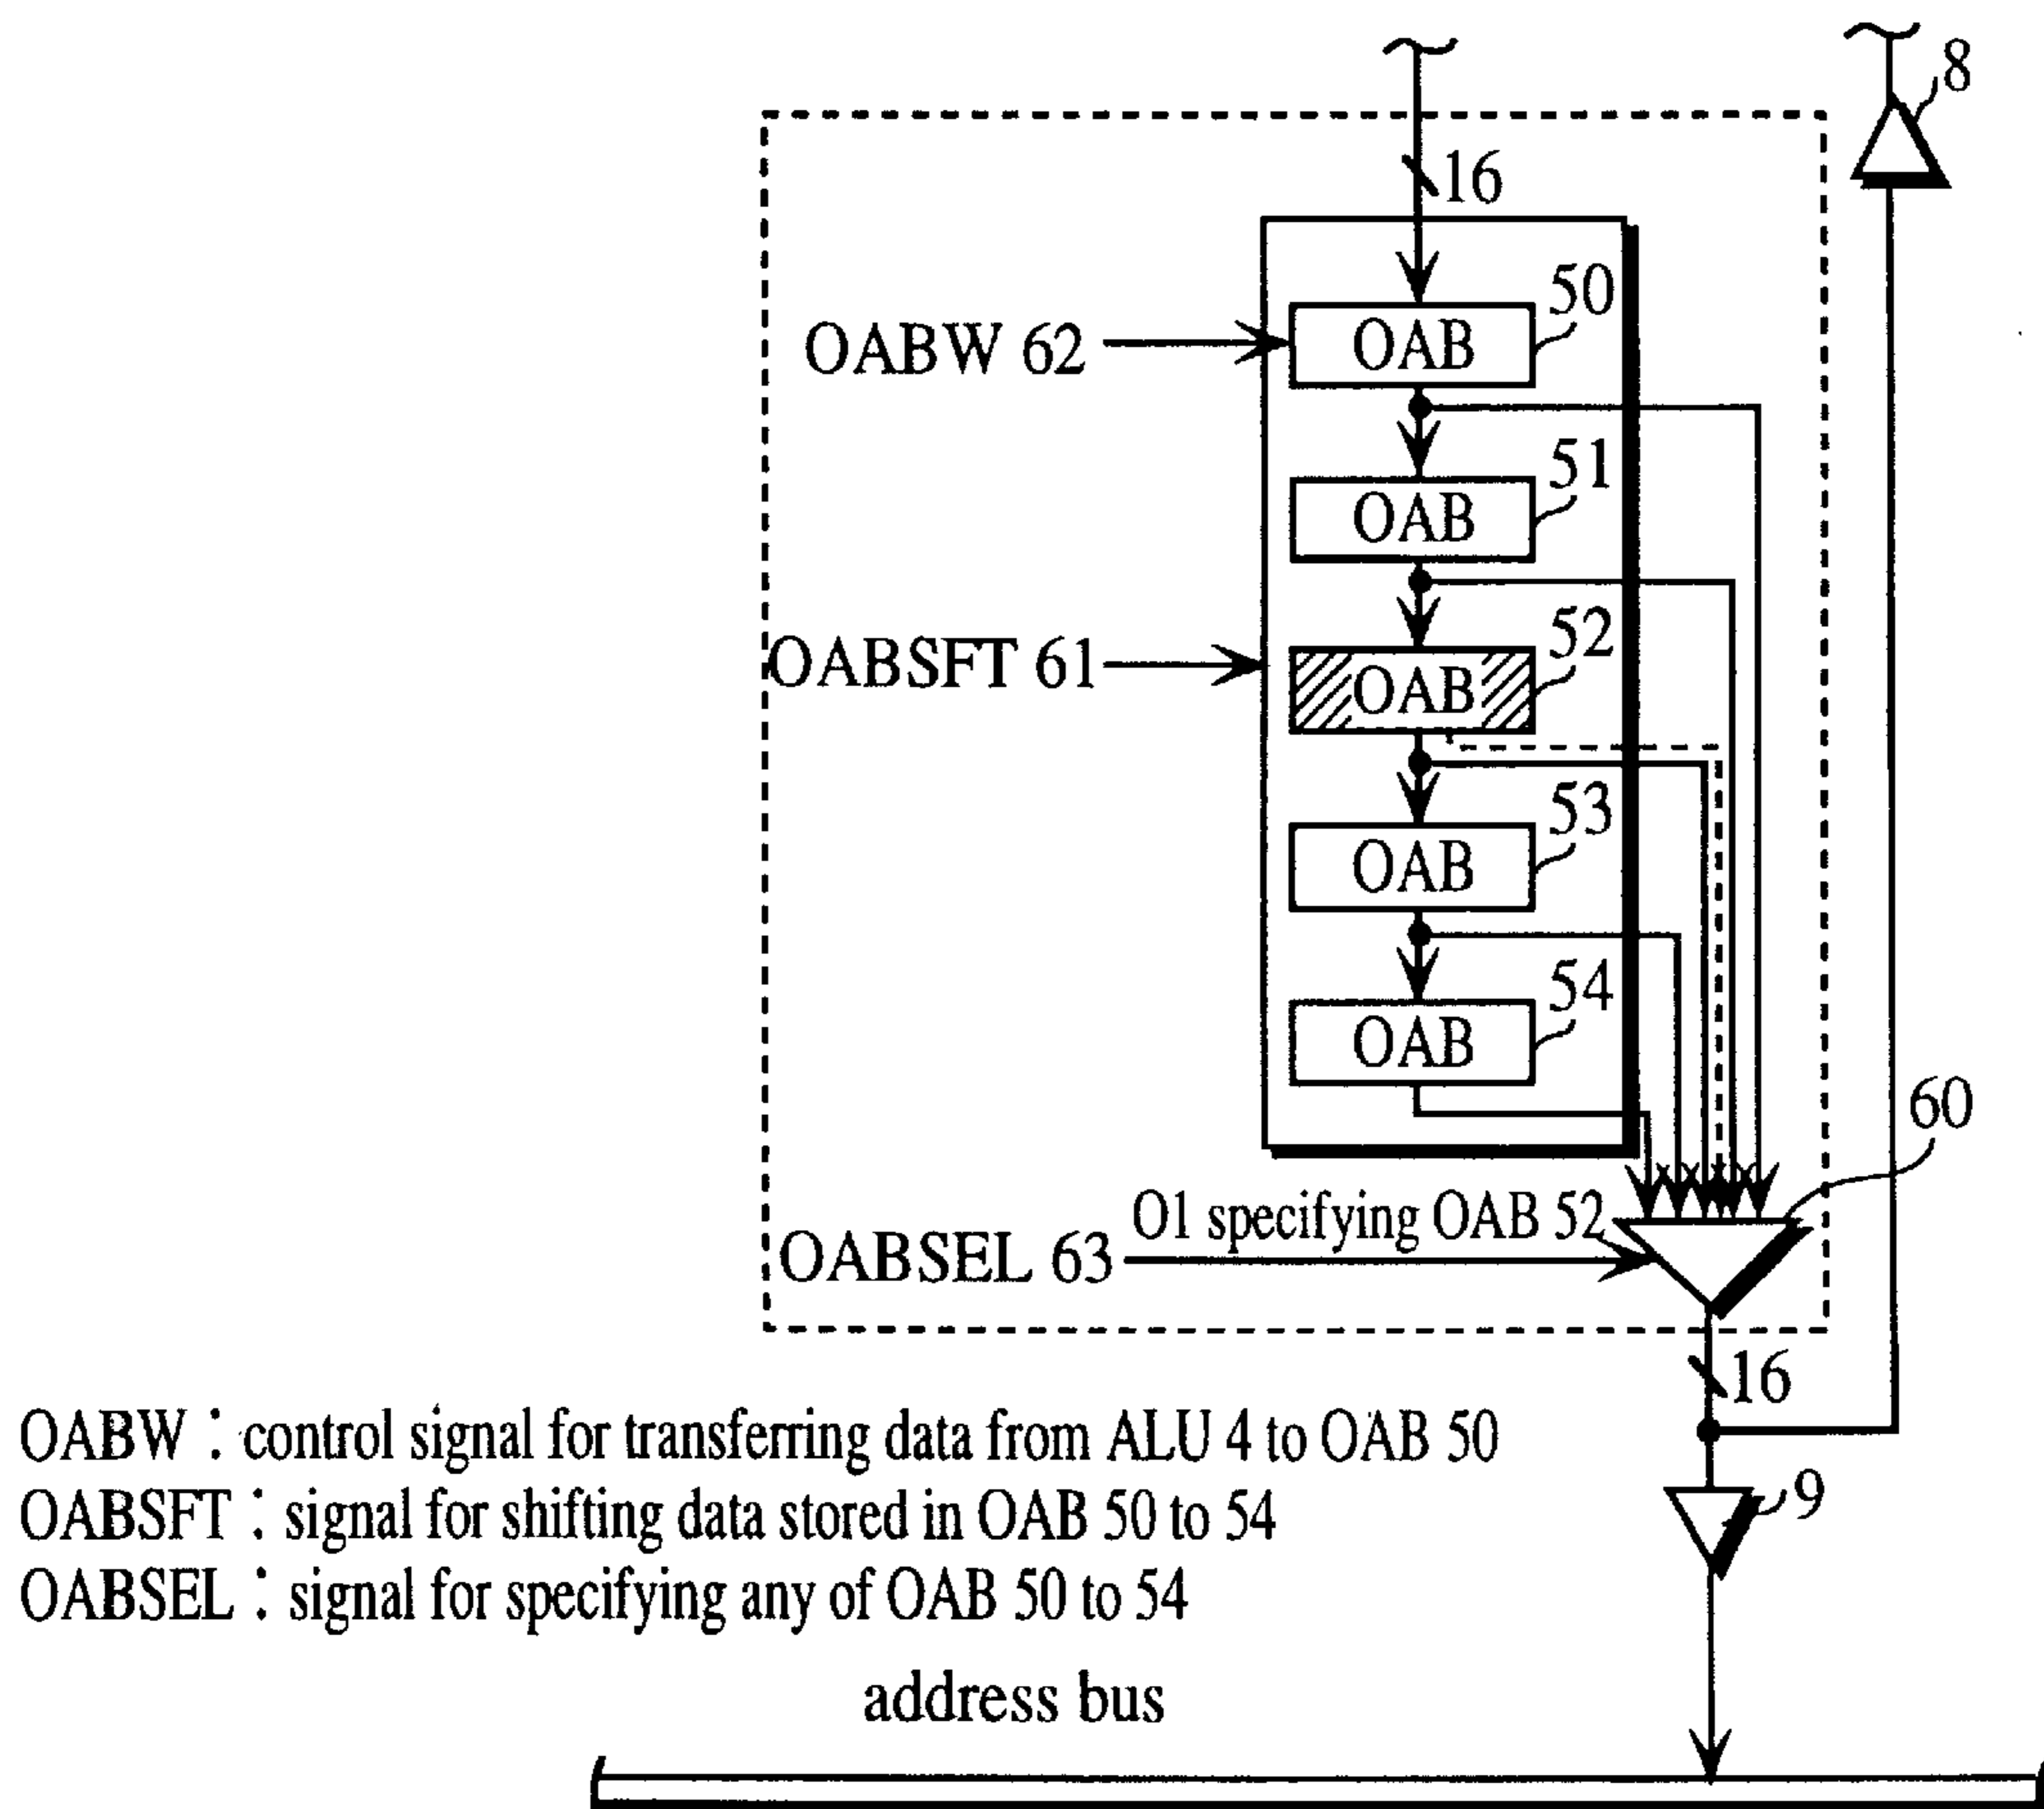 8
16
50
OABW 62
OAB
51
OAB
52
OABSFT 61
OAB
53
OAB
54
OAB
60
O1 specifying OAB 52
OABSEL 63
16
OABW : control signal for transferring data from ALU 4 to OAB 50
9
OABSFT : signal for shifting data stored in OAB 50 to 54
OABSEL : signal for specifying any of OAB 50 to 54
address bus